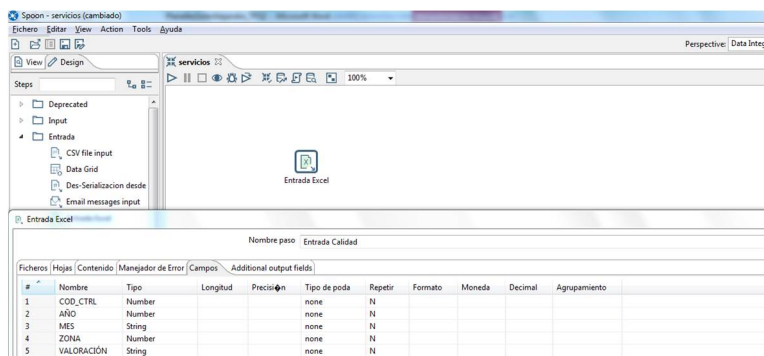 Spoon - servicios (cambiado)
Fichero Editar View Action Tools Ayuda
Perspective: Data Integ
View Design
servicios
Steps
100%
Deprecated
Input
Entrada
CSV file input
Data Grid
Des-Serializacion desde
Email messages input
Entrada Excel
Entrada Excel
Nombre paso Entrada Calidad
Ficheros Hojas Contenido Manejador de Error Campos Additional output fields
# Nombre Tipo Longitud Precisi�n Tipo de poda Repetir Formato Moneda Decimal Agrupamiento
1 COD_CTRL Number none N
2 AÑO Number none N
3 MES String none N
4 ZONA Number none N
5 VALORACIÓN String none N